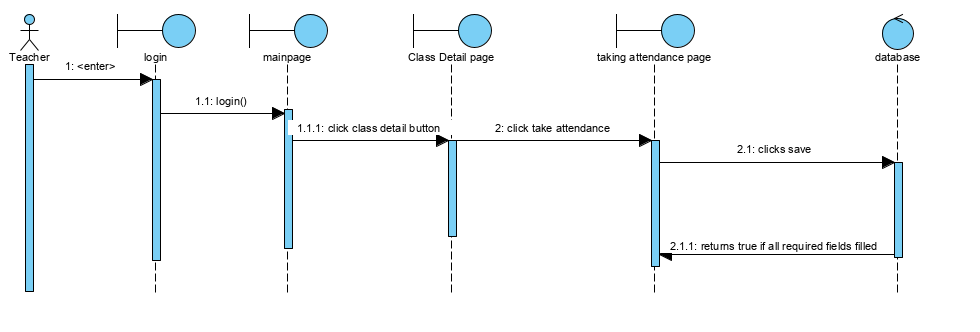 Teacher
login
mainpage
Class Detail page
taking attendance page
database
1: <enter>
1.1: login()
1.1.1: click class detail button
2: click take attendance
2.1: clicks save
2.1.1: returns true if all required fields filled